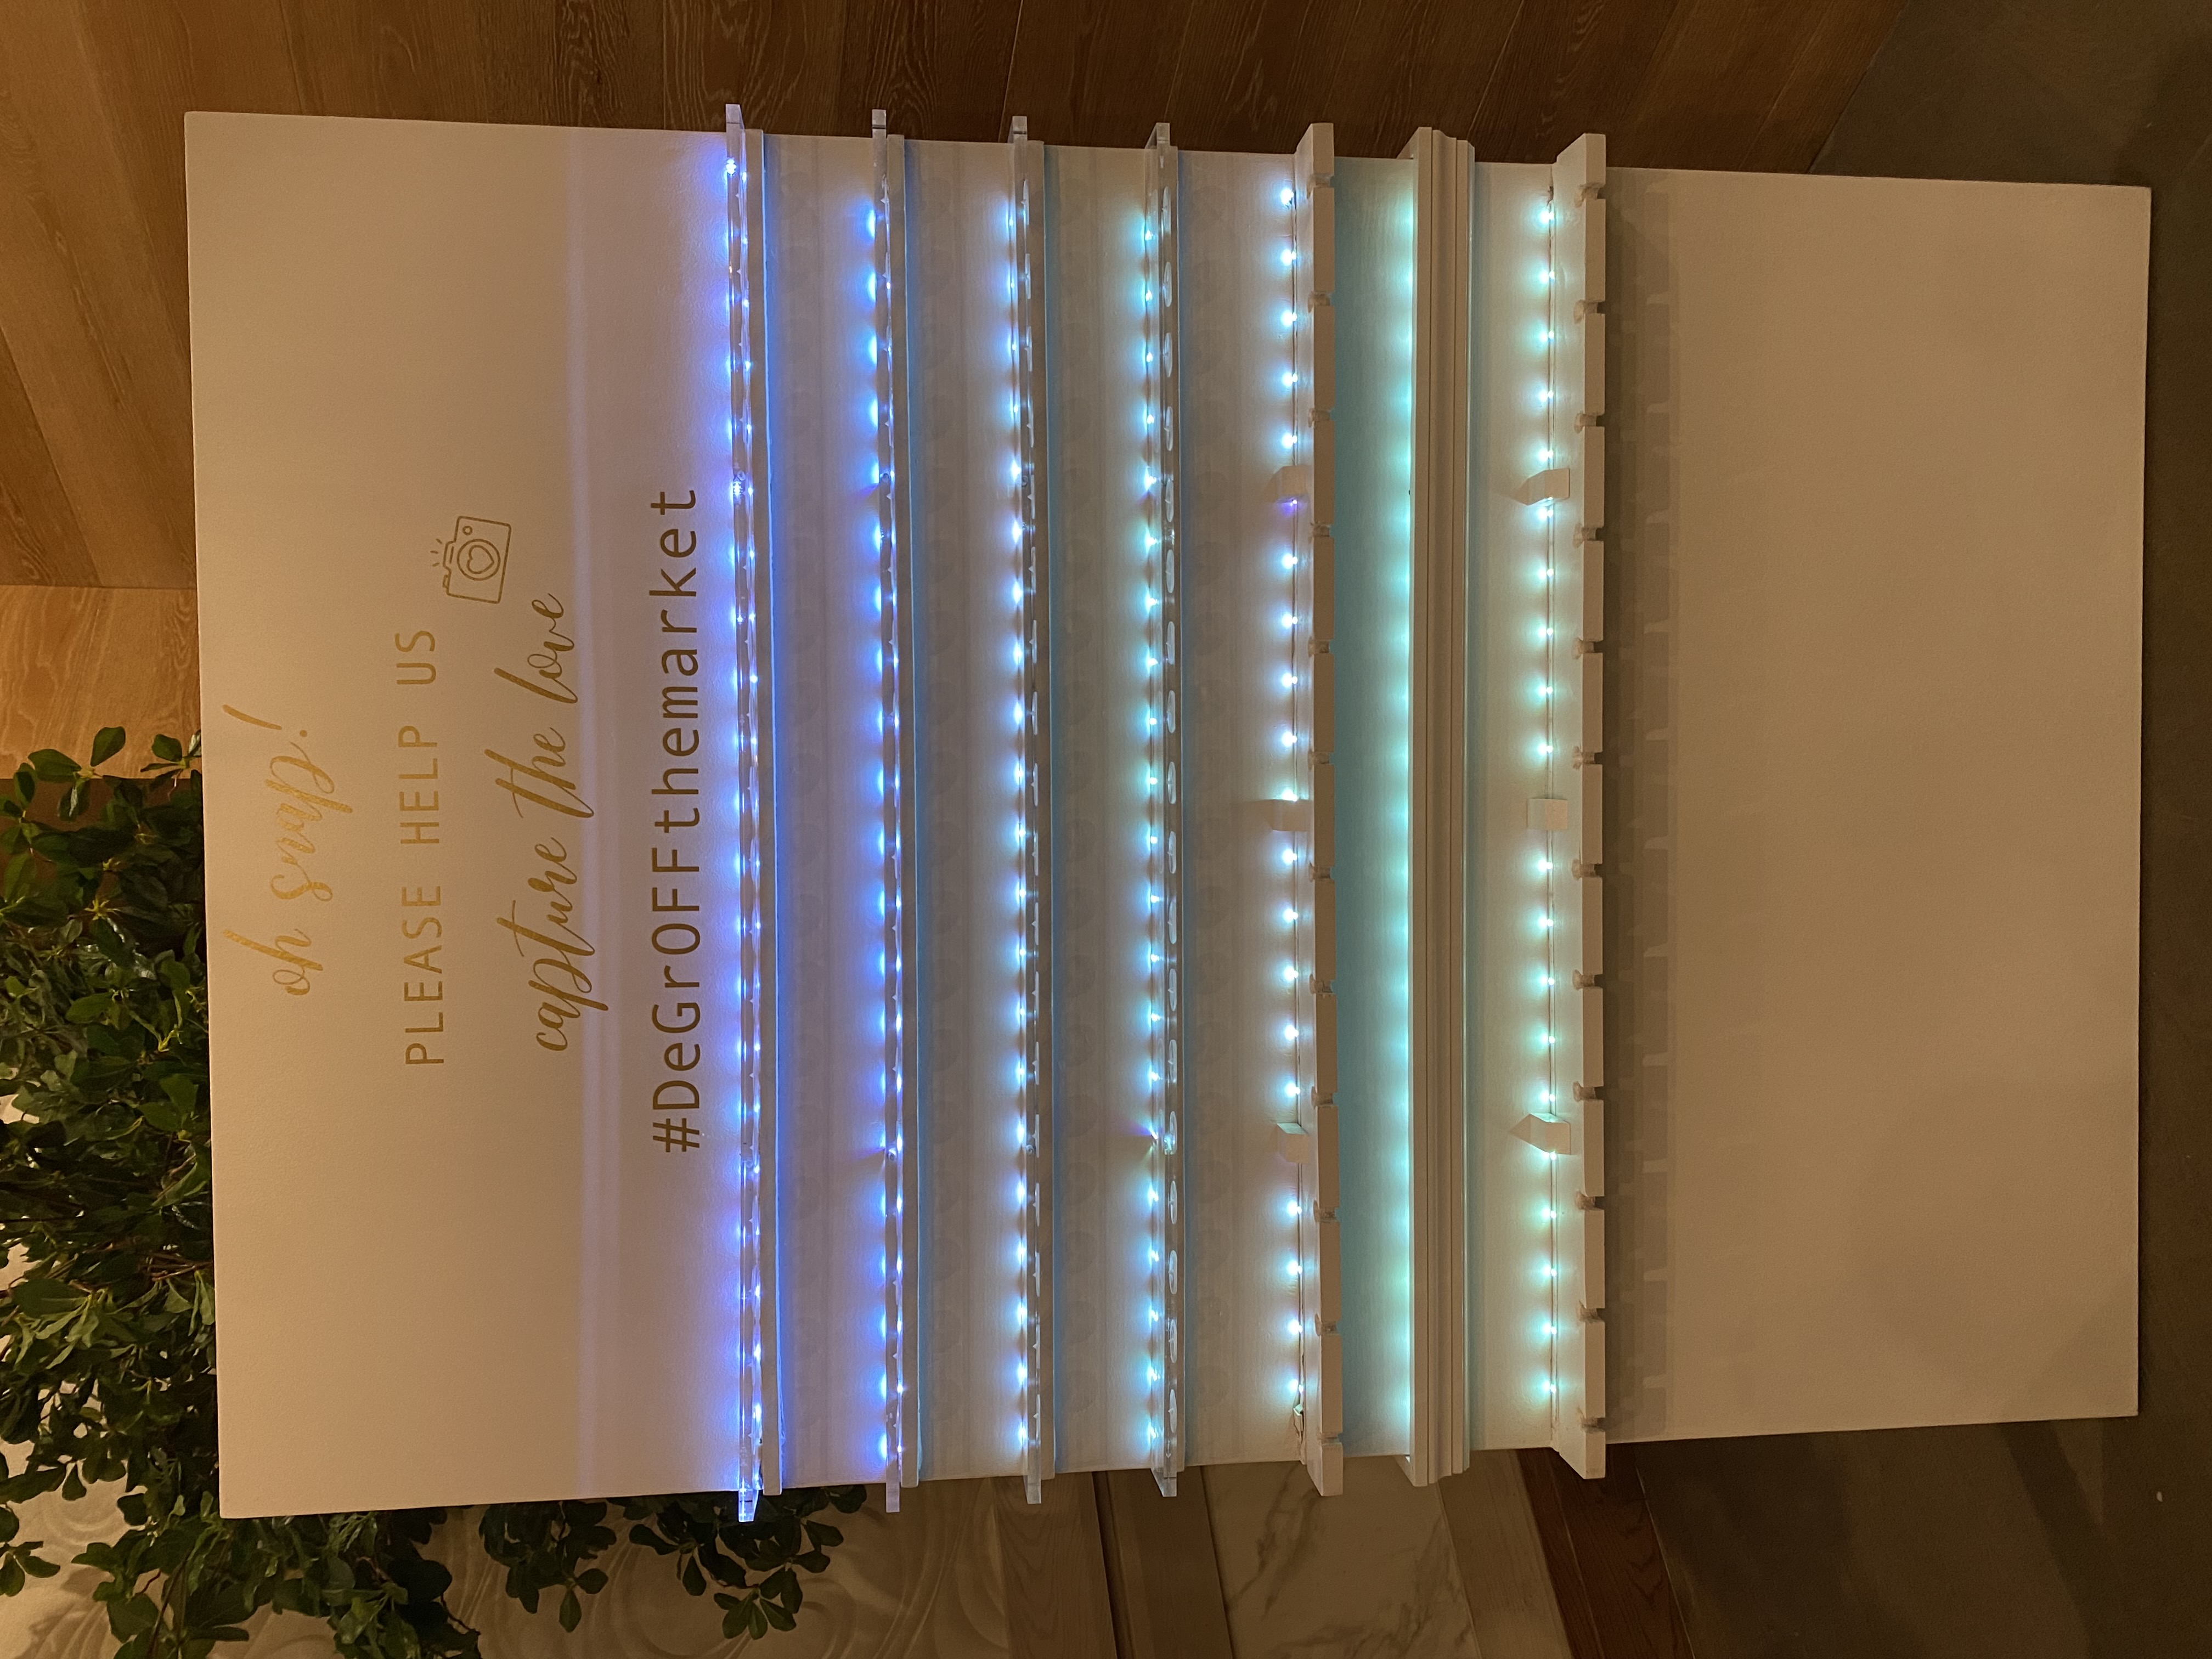 oh snap!
PLEASE HELP US
capture the love
#DeGrOFFthemarket